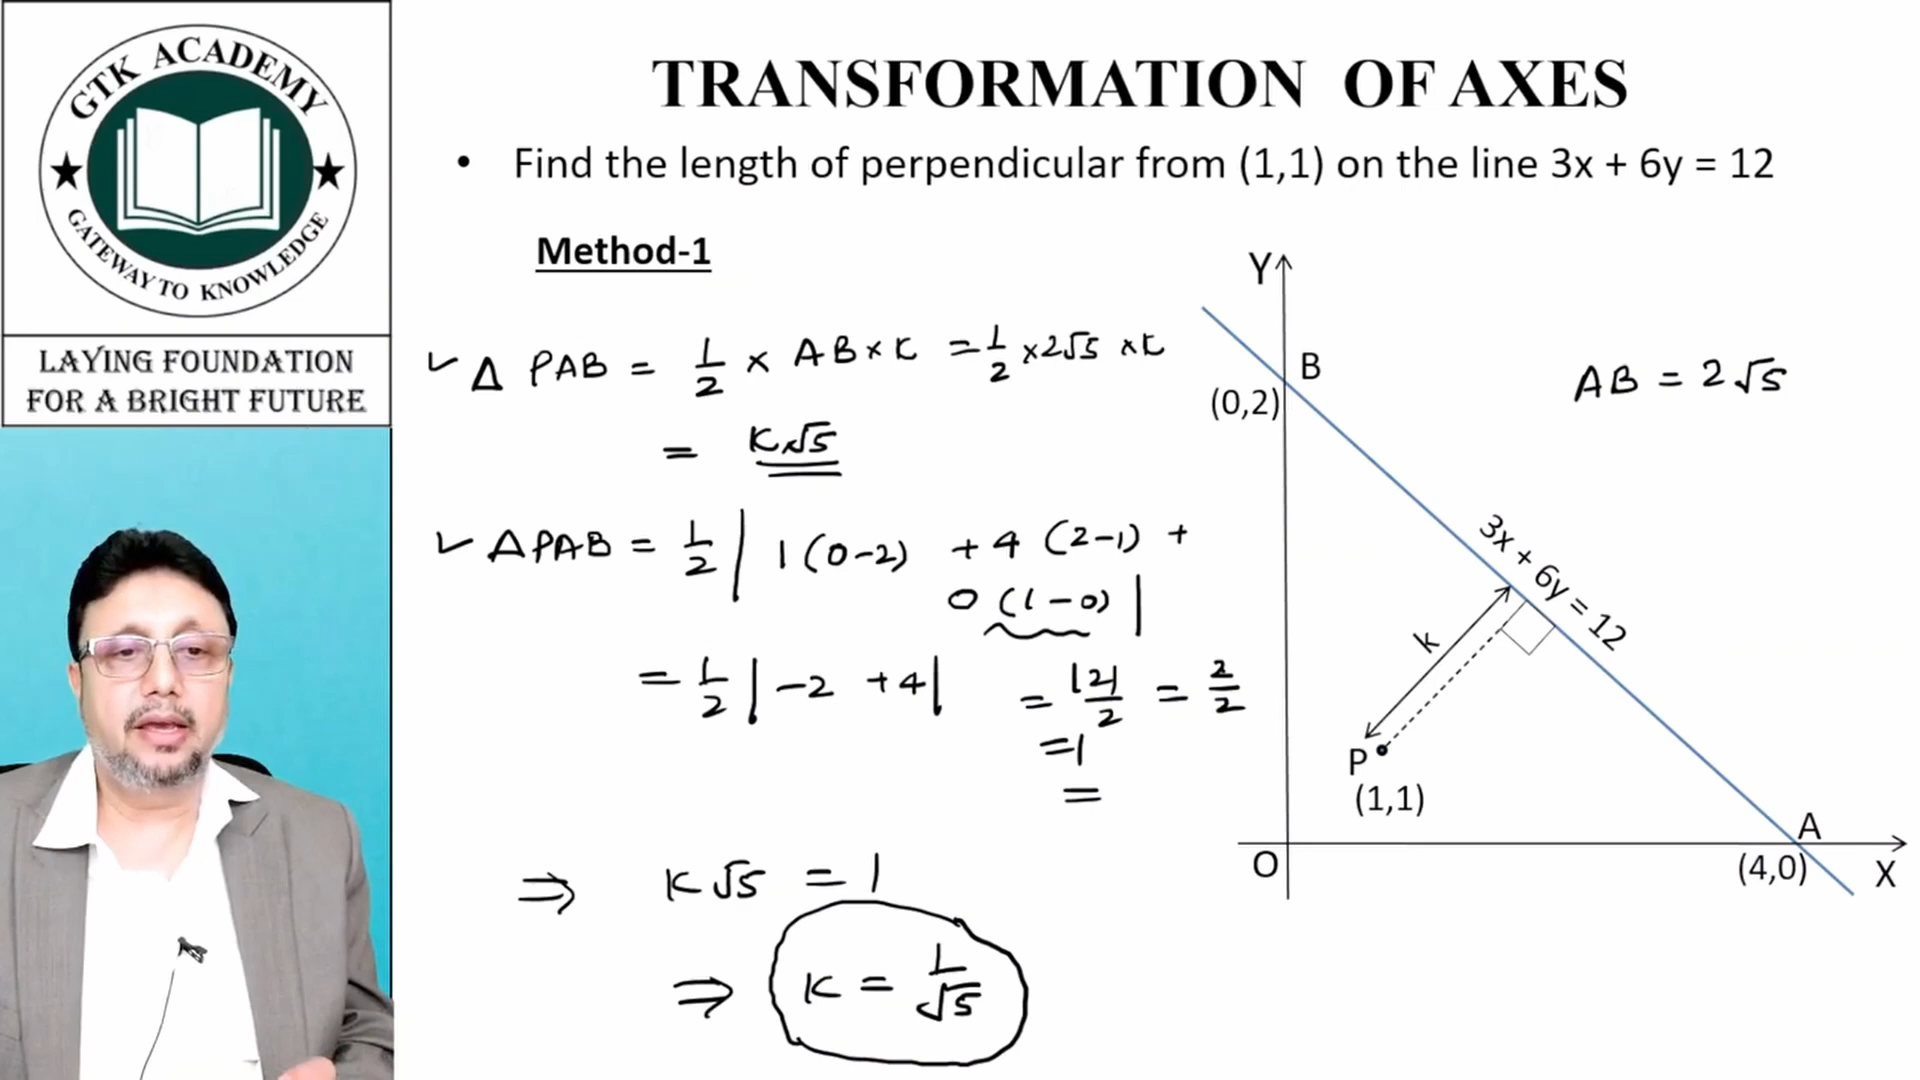 GTK ACADEMY
GATEWAY TO KNOWLEDGE
LAYING FOUNDATION
FOR A BRIGHT FUTURE
TRANSFORMATION OF AXES
• Find the length of perpendicular from (1,1) on the line 3x + 6y = 12
Method-1
✓ Δ PAB = 1/2 × AB × K = 1/2 × 2√5 × K
= K√5
✓ ΔPAB = 1/2 | 1(0-2) + 4 (2-1) +
0 (1-0) |
= 1/2 | -2 + 4 | = |2|/2 = 2/2
=1
=
⇒ K√5 = 1
⇒ K = 1/√5
Y
B
(0,2)
AB = 2√5
3x + 6y = 12
k
P
(1,1)
A
O
(4,0)
X